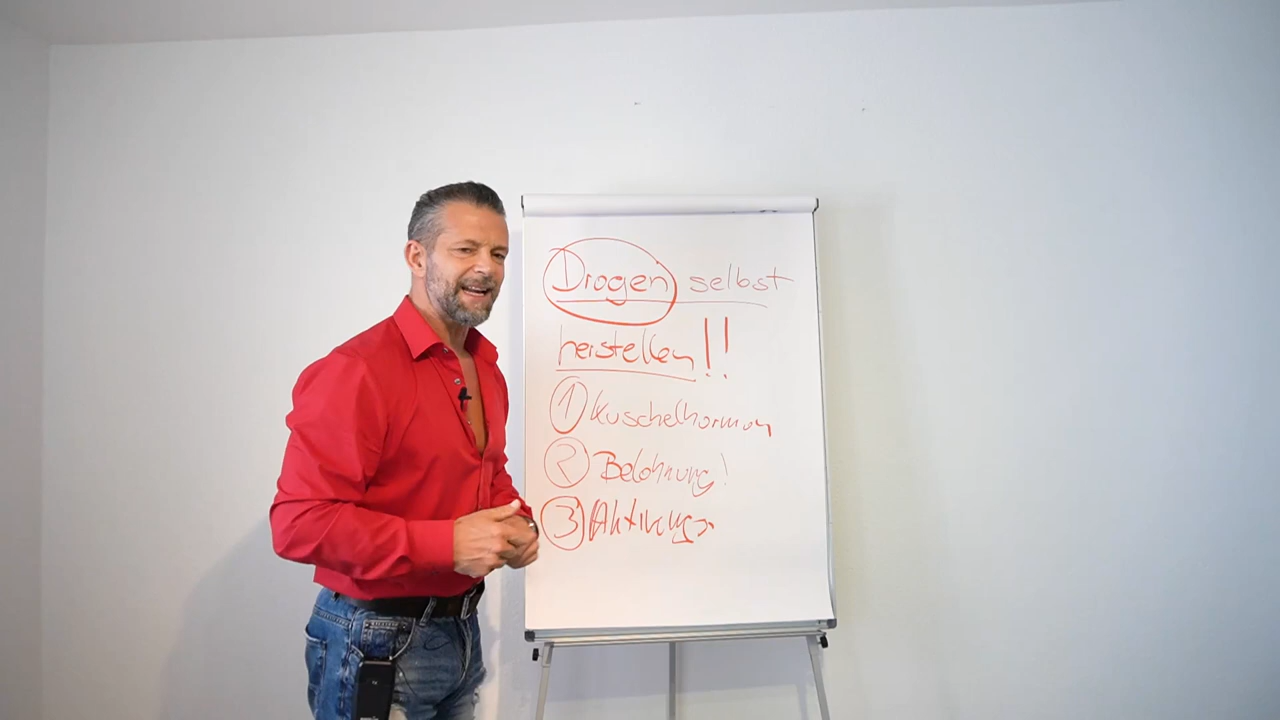 Drogen selbst
herstellen!!
① Kuschelhormon
② Belohnung!
③